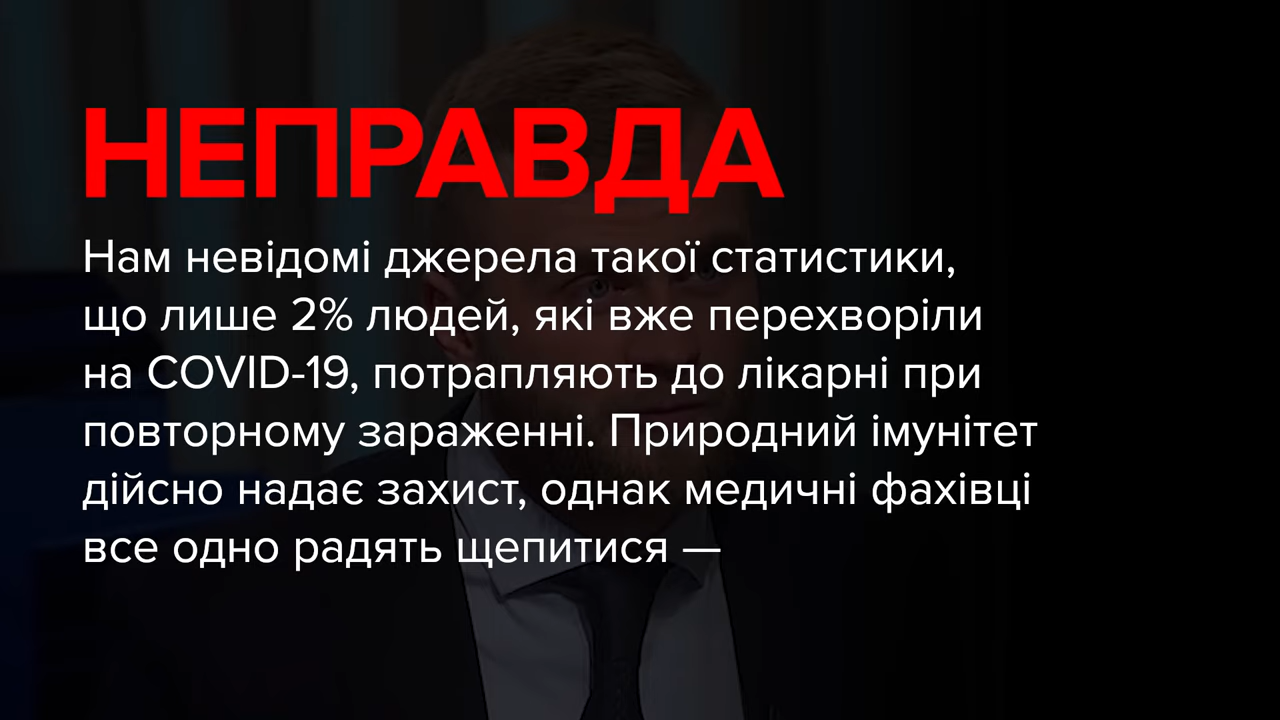 НЕПРАВДА
Нам невідомі джерела такої статистики,
що лише 2% людей, які вже перехворіли
на COVID-19, потрапляють до лікарні при
повторному зараженні. Природний імунітет
дійсно надає захист, однак медичні фахівці
все одно радять щепитися —